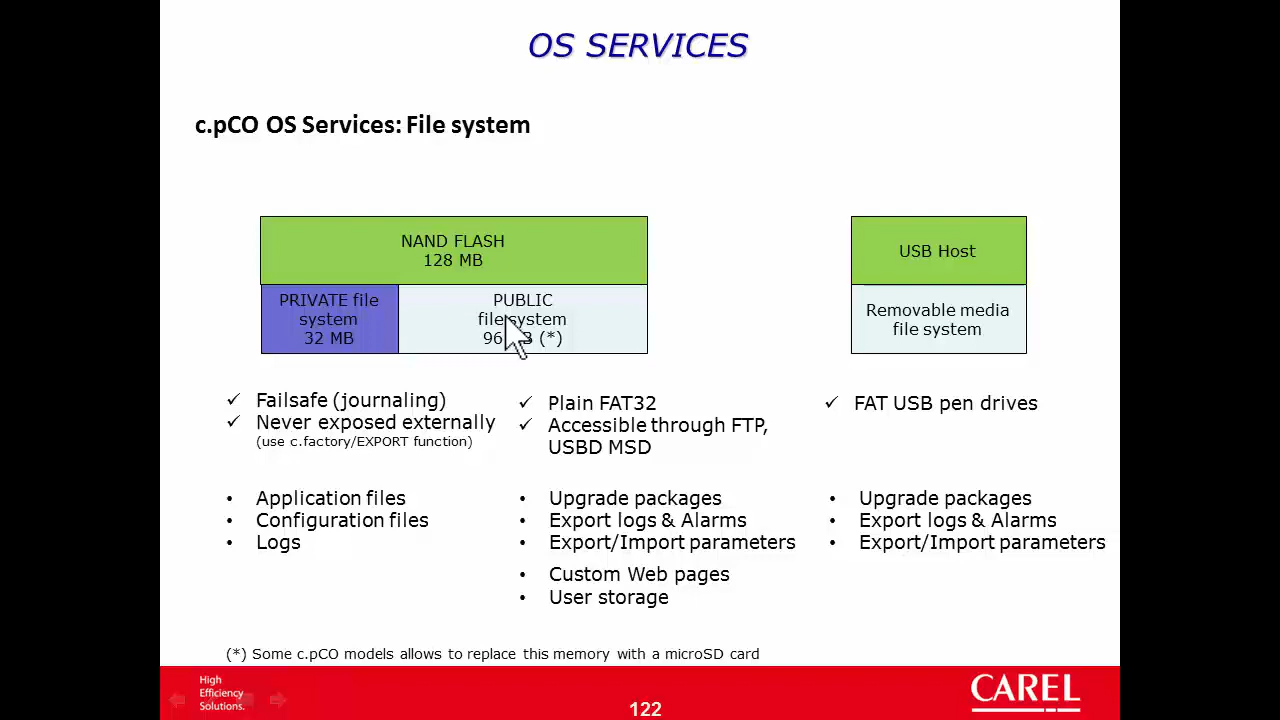 OS SERVICES
c.pCO OS Services: File system
NAND FLASH
128 MB
PRIVATE file
system
32 MB
PUBLIC
file system
96 (*)
USB Host
Removable media
file system
✓ Failsafe (journaling)
✓ Never exposed externally
(use c.factory/EXPORT function)
• Application files
• Configuration files
• Logs
✓ Plain FAT32
✓ Accessible through FTP,
USBD MSD
• Upgrade packages
• Export logs & Alarms
• Export/Import parameters
• Custom Web pages
• User storage
✓ FAT USB pen drives
• Upgrade packages
• Export logs & Alarms
• Export/Import parameters
(*) Some c.pCO models allows to replace this memory with a microSD card
High
Efficiency
Solutions.
122
CAREL